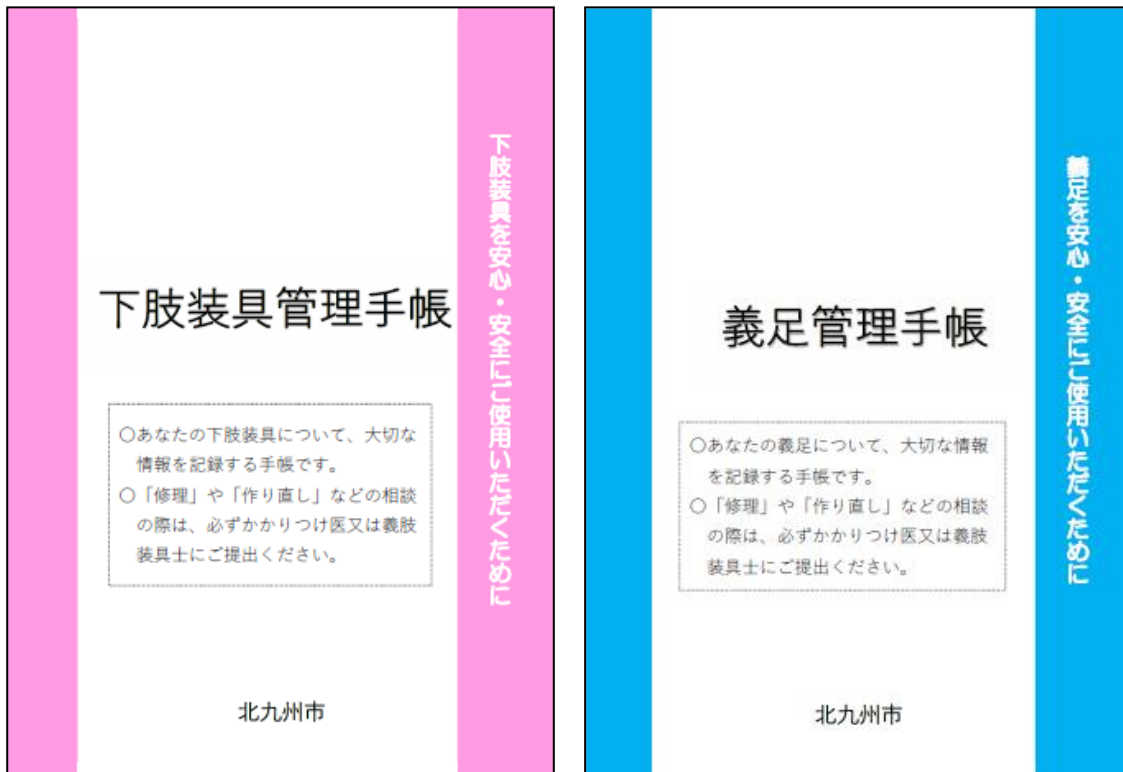 下肢装具管理手帳
○あなたの下肢装具について、大切な
情報を記録する手帳です。
○「修理」や「作り直し」などの相談
の際は、必ずかかりつけ医又は義肢
装具士にご提出ください。
北九州市
下肢装具を安心・安全にご使用いただくために
義足管理手帳
○あなたの義足について、大切な情報
を記録する手帳です。
○「修理」や「作り直し」などの相談
の際は、必ずかかりつけ医又は義肢
装具士にご提出ください。
北九州市
義足を安心・安全にご使用いただくために